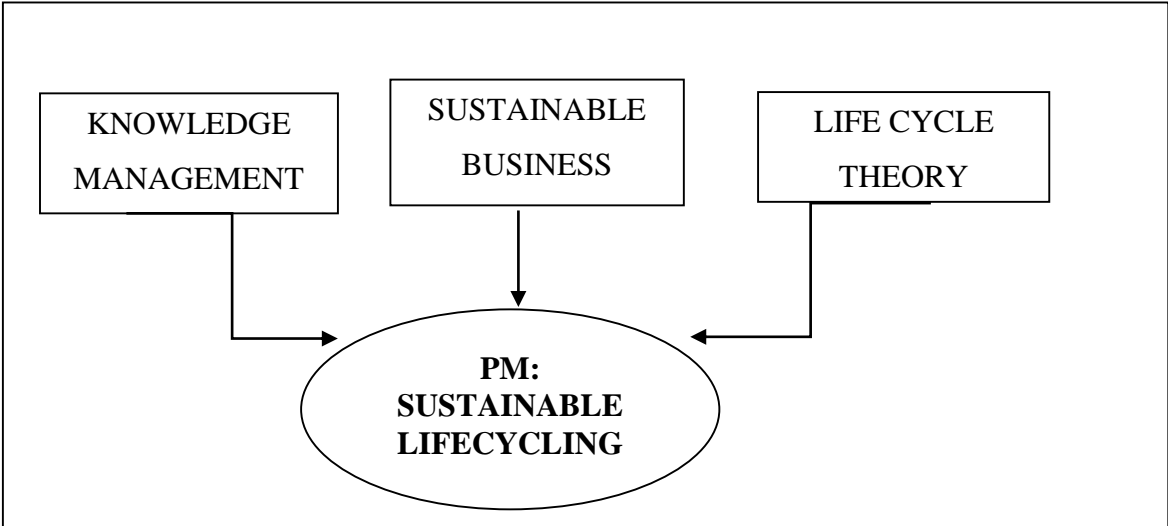 KNOWLEDGE
MANAGEMENT
SUSTAINABLE
BUSINESS
LIFE CYCLE
THEORY
PM:
SUSTAINABLE
LIFECYCLING